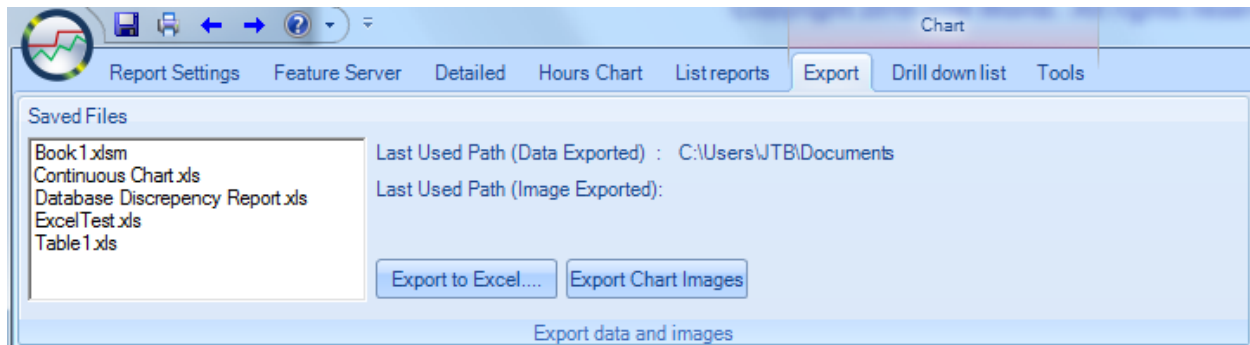 Chart
Report Settings Feature Server Detailed Hours Chart List reports Export Drill down list Tools
Saved Files
Book1.xlsm
Continuous Chart.xls
Database Discrepency Report.xls
ExcelTest.xls
Table1.xls
Last Used Path (Data Exported) : C:\Users\JTB\Documents
Last Used Path (Image Exported):
Export to Excel.... Export Chart Images
Export data and images